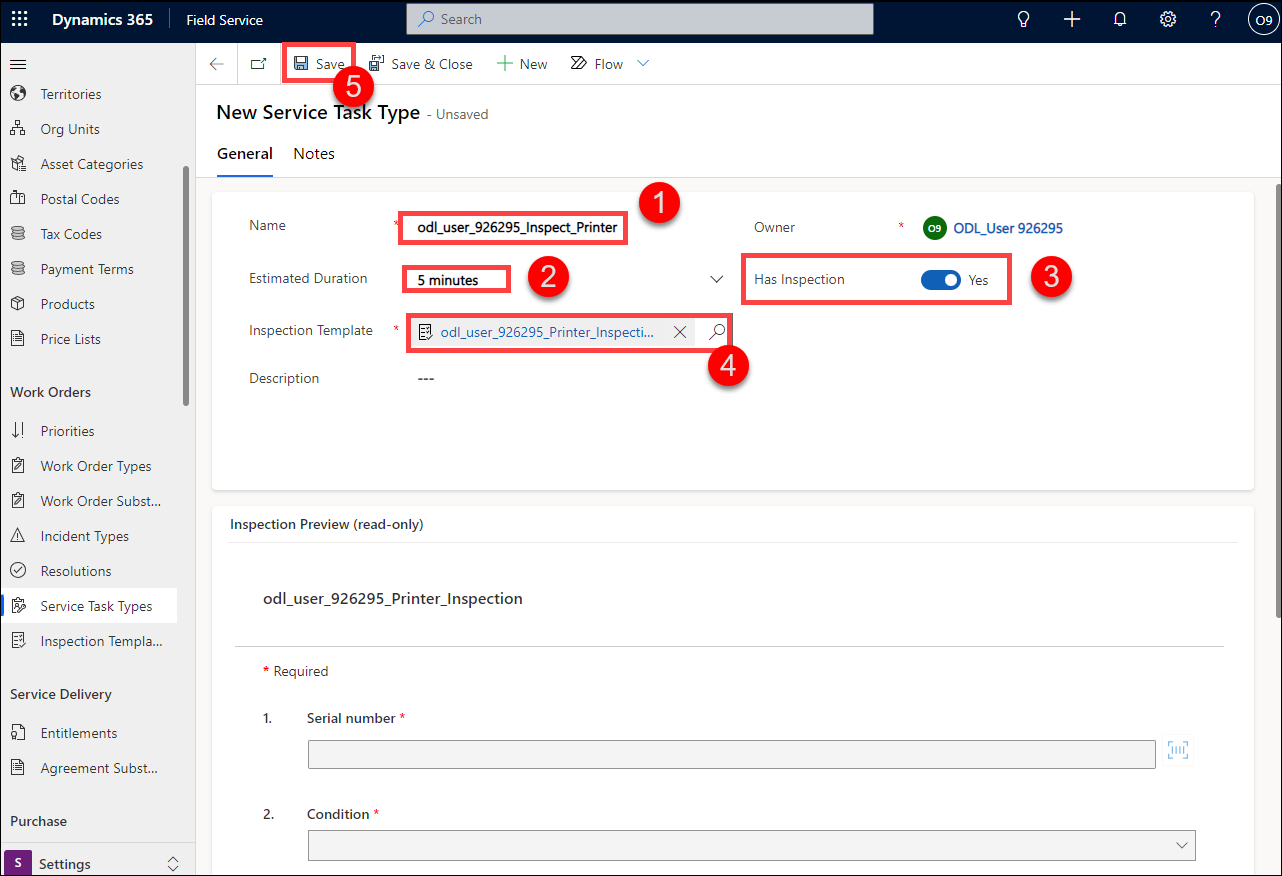 Dynamics 365 Field Service Search O9
Save Save & Close New Flow
5
New Service Task Type - Unsaved
General Notes
Territories
Org Units
Asset Categories
Postal Codes
Tax Codes
Payment Terms
Products
Price Lists
Work Orders
Priorities
Work Order Types
Work Order Subst...
Incident Types
Resolutions
Service Task Types
Inspection Templa...
Service Delivery
Entitlements
Agreement Subst...
Purchase
S Settings
1
Name * odl_user_926295_Inspect_Printer
Owner * O9 ODL_User 926295
Estimated Duration 5 minutes 2
Has Inspection Yes 3
Inspection Template * odl_user_926295_Printer_Inspecti...
4
Description ---
Inspection Preview (read-only)
odl_user_926295_Printer_Inspection
* Required
1. Serial number *
2. Condition *